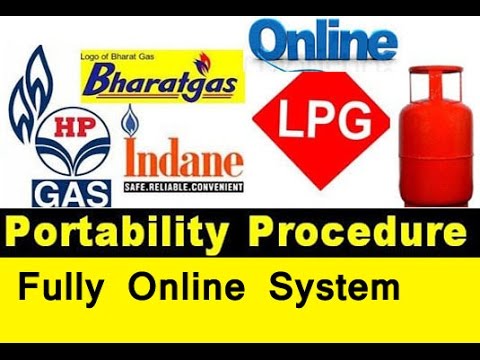 Logo of Bharat Gas
Bharatgas
Online
HP
GAS
Indane
SAFE.RELIABLE.CONVENIENT
LPG
Portability Procedure
Fully Online System